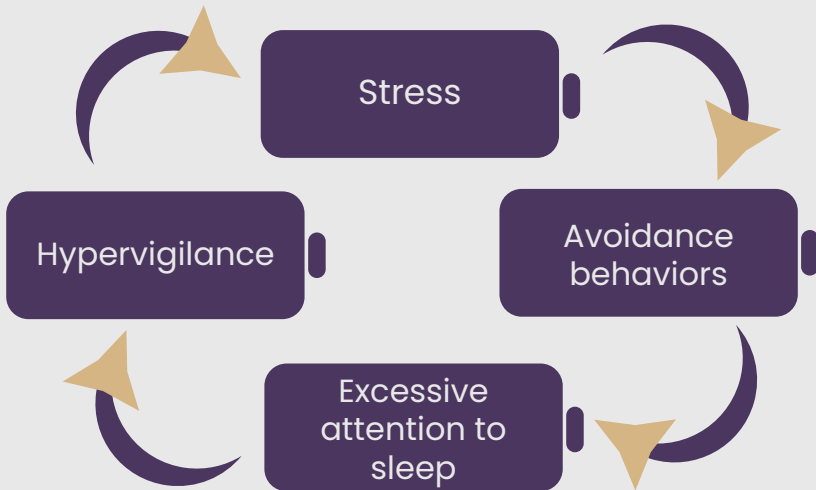 Stress
Hypervigilance
Avoidance
behaviors
Excessive
attention to
sleep